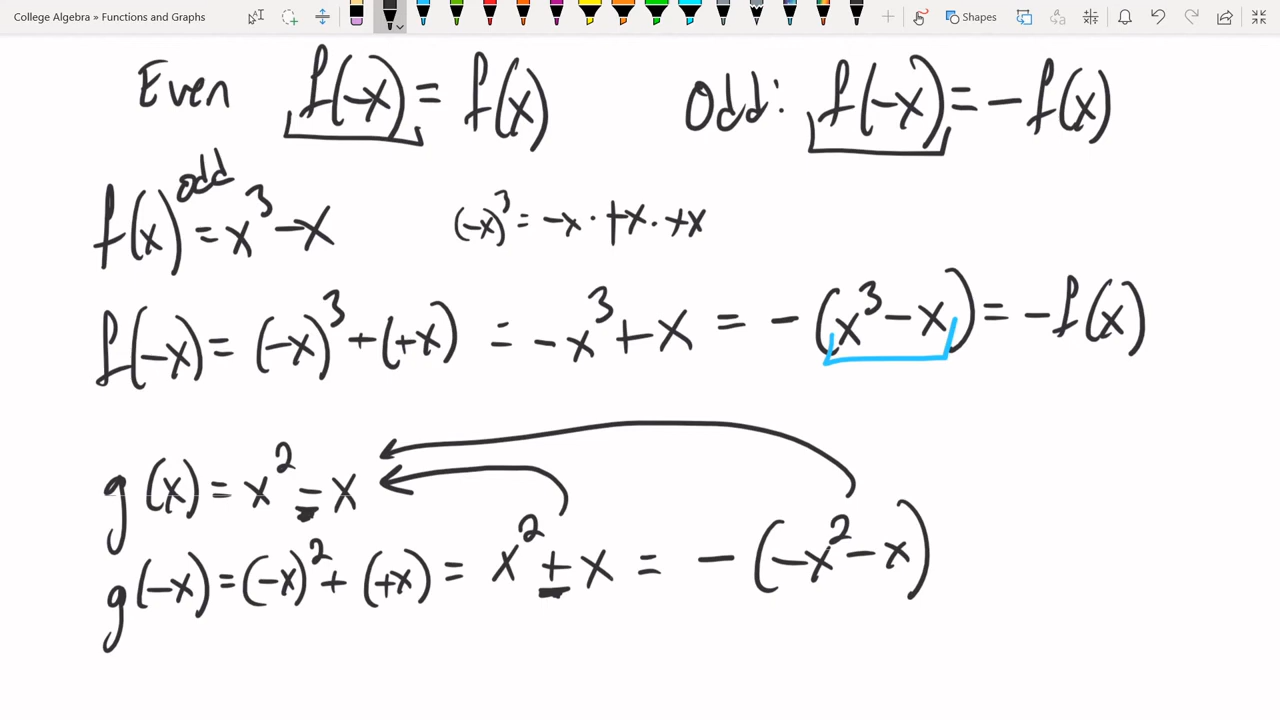 College Algebra » Functions and Graphs Shapes
Even f(-x) = f(x) Odd: f(-x) = -f(x)
odd
f(x) = x³ - x (-x)³ = -x · +x · +x
f(-x) = (-x)³ + (+x) = -x³ + x = -(x³ - x) = -f(x)
g(x) = x² - x
g(-x) = (-x)² + (+x) = x² + x = -(-x² - x)